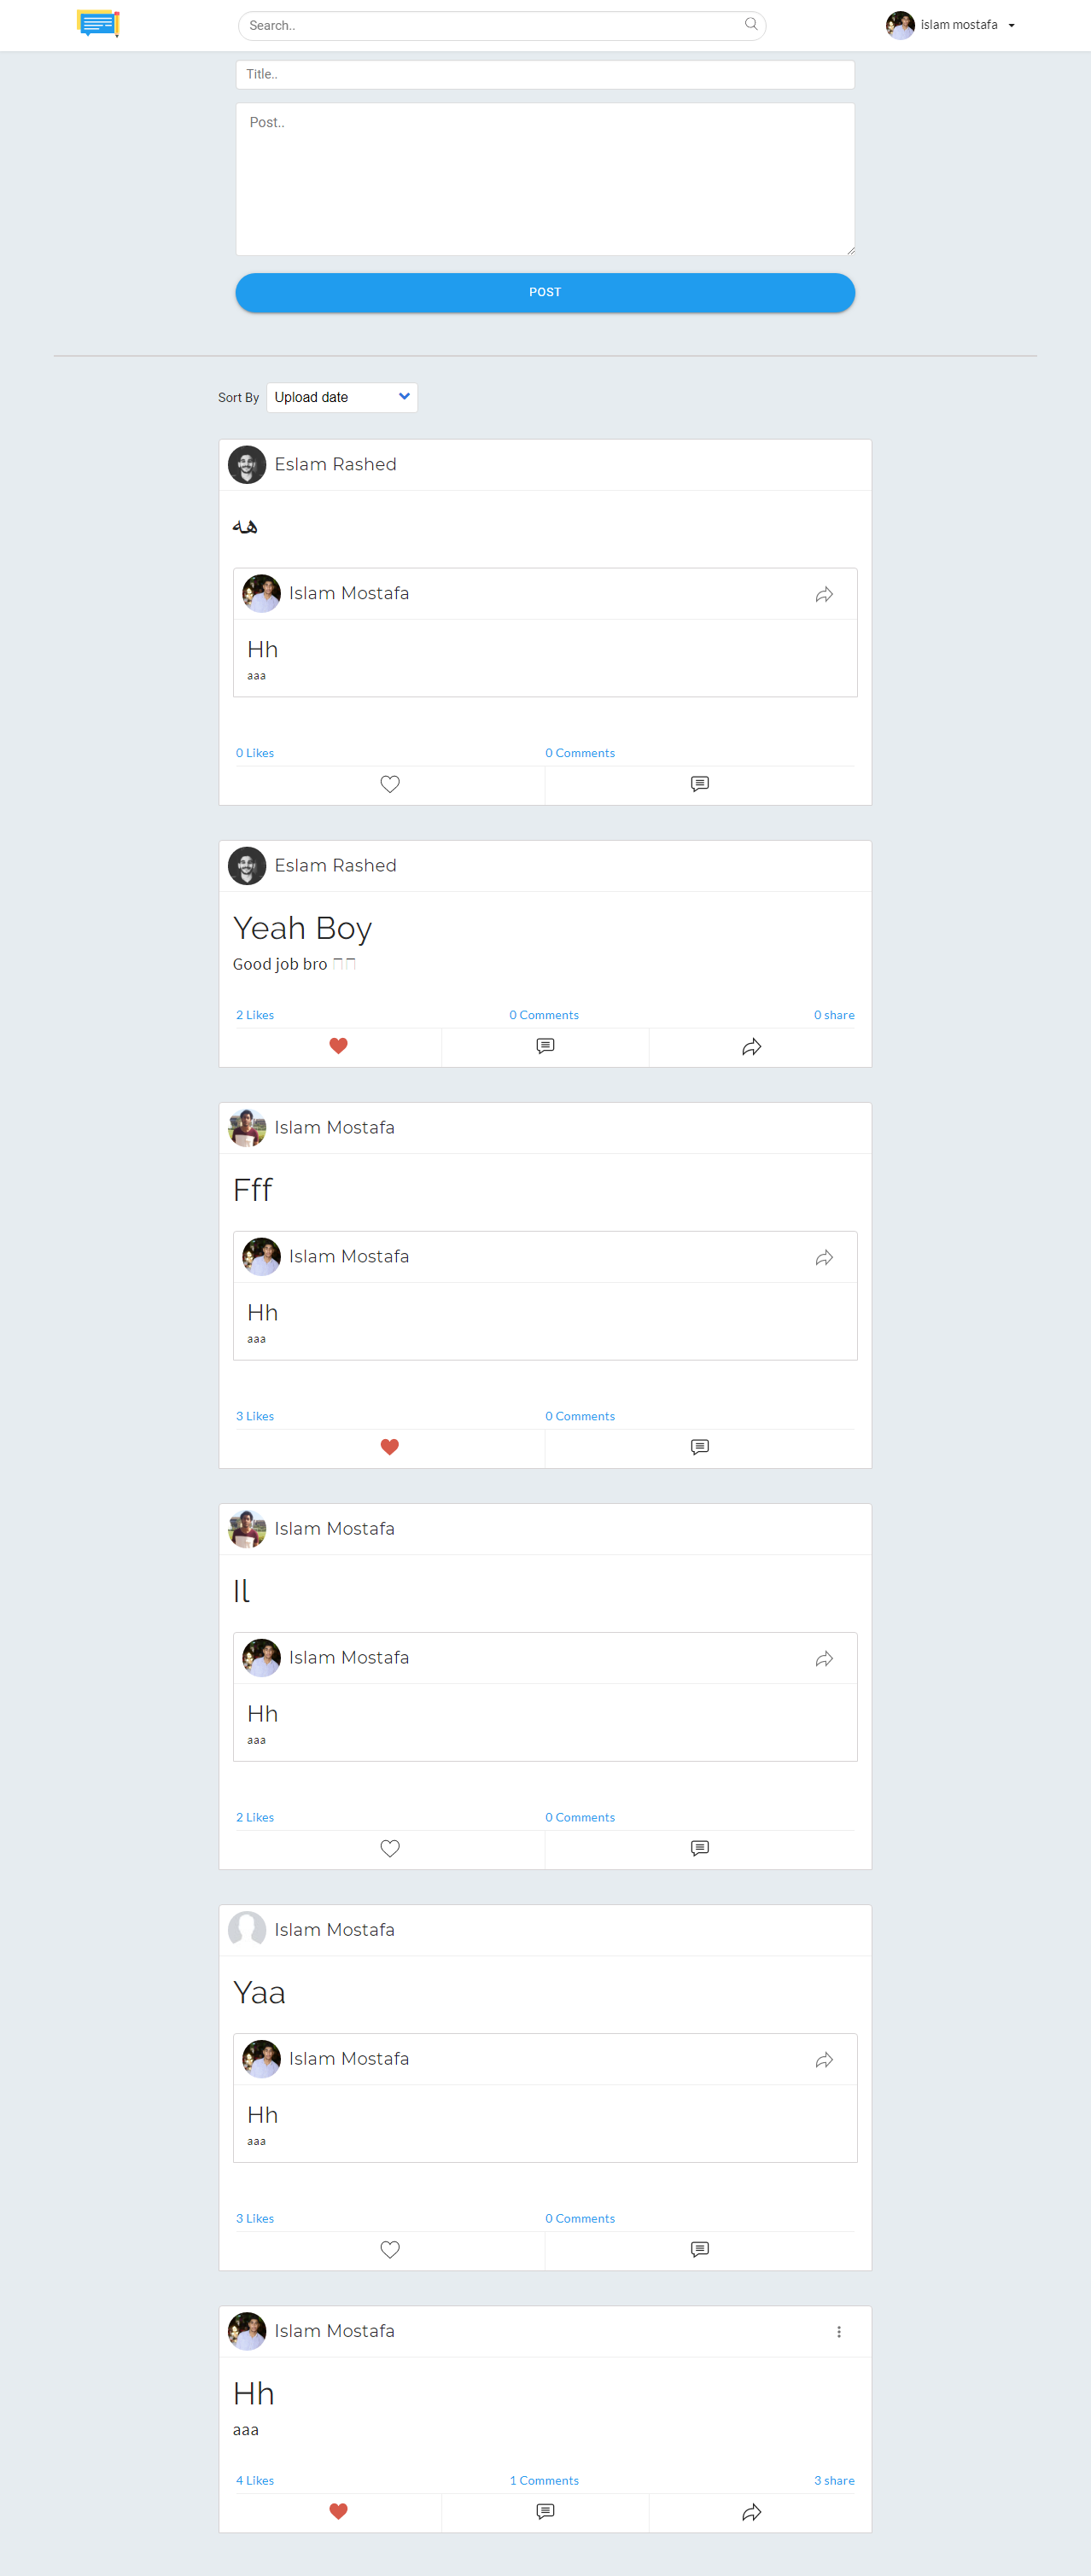 Search..
islam mostafa
Title..
Post..
POST
Sort By Upload date
Eslam Rashed
هه
Islam Mostafa
Hh
aaa
0 Likes 0 Comments
Eslam Rashed
Yeah Boy
Good job bro
2 Likes 0 Comments 0 share
Islam Mostafa
Fff
Islam Mostafa
Hh
aaa
3 Likes 0 Comments
Islam Mostafa
Il
Islam Mostafa
Hh
aaa
2 Likes 0 Comments
Islam Mostafa
Yaa
Islam Mostafa
Hh
aaa
3 Likes 0 Comments
Islam Mostafa
Hh
aaa
4 Likes 1 Comments 3 share